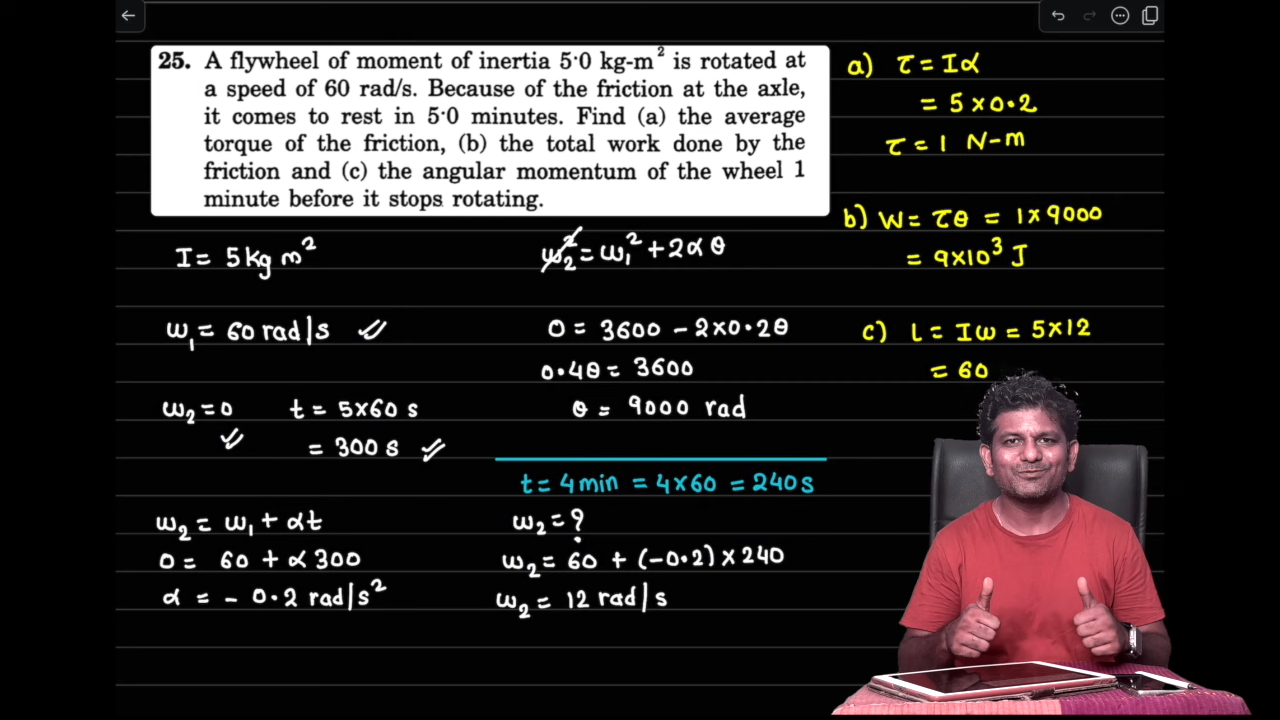 25. A flywheel of moment of inertia 5·0 kg-m² is rotated at
a speed of 60 rad/s. Because of the friction at the axle,
it comes to rest in 5·0 minutes. Find (a) the average
torque of the friction, (b) the total work done by the
friction and (c) the angular momentum of the wheel 1
minute before it stops rotating.
I = 5 kg m²
ω₁ = 60 rad/s
ω₂ = 0 t = 5×60 s
= 300 s
ω₂ = ω₁ + αt
0 = 60 + α 300
α = - 0.2 rad/s²
ω₂² = ω₁² + 2αθ
0 = 3600 - 2×0.2θ
0.4θ = 3600
θ = 9000 rad
t = 4 min = 4×60 = 240 s
ω₂ = ?
ω₂ = 60 + (-0.2) × 240
ω₂ = 12 rad/s
a) τ = Iα
= 5×0.2
τ = 1 N-m
b) W = τθ = 1×9000
= 9×10³ J
c) L = Iω = 5×12
= 60